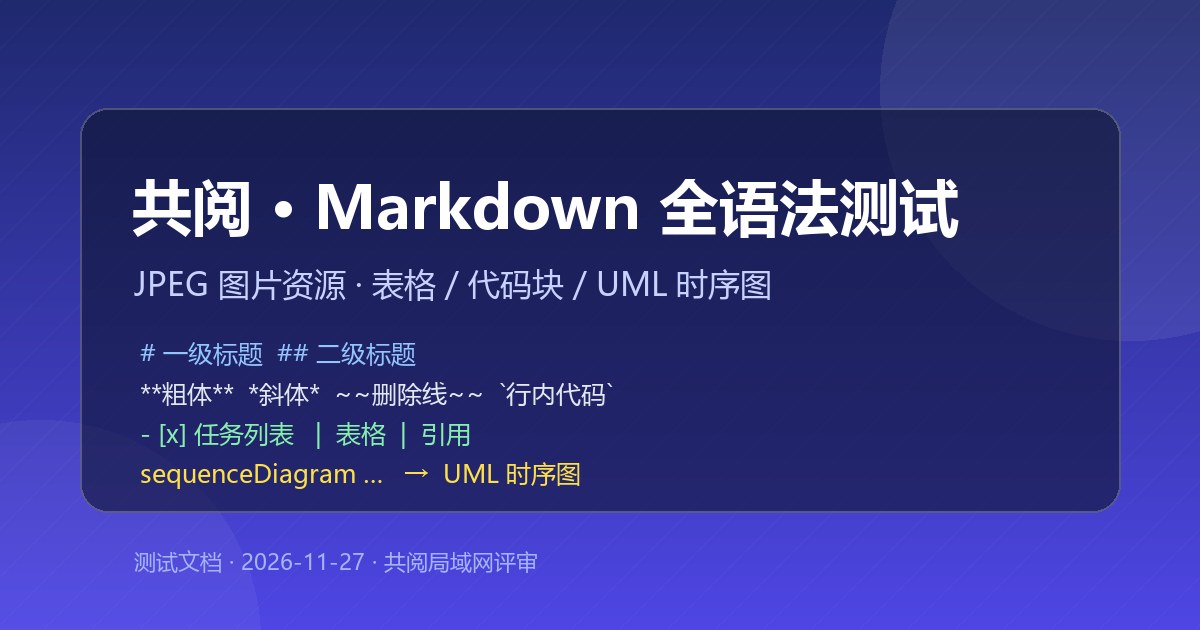 共阅 · Markdown 全语法测试
JPEG 图片资源 · 表格 / 代码块 / UML 时序图
# 一级标题  ## 二级标题
**粗体**  *斜体*  ~~删除线~~  `行内代码`
- [x] 任务列表  |  表格  |  引用
sequenceDiagram ...  →  UML 时序图
测试文档 · 2026-11-27 · 共阅局域网评审